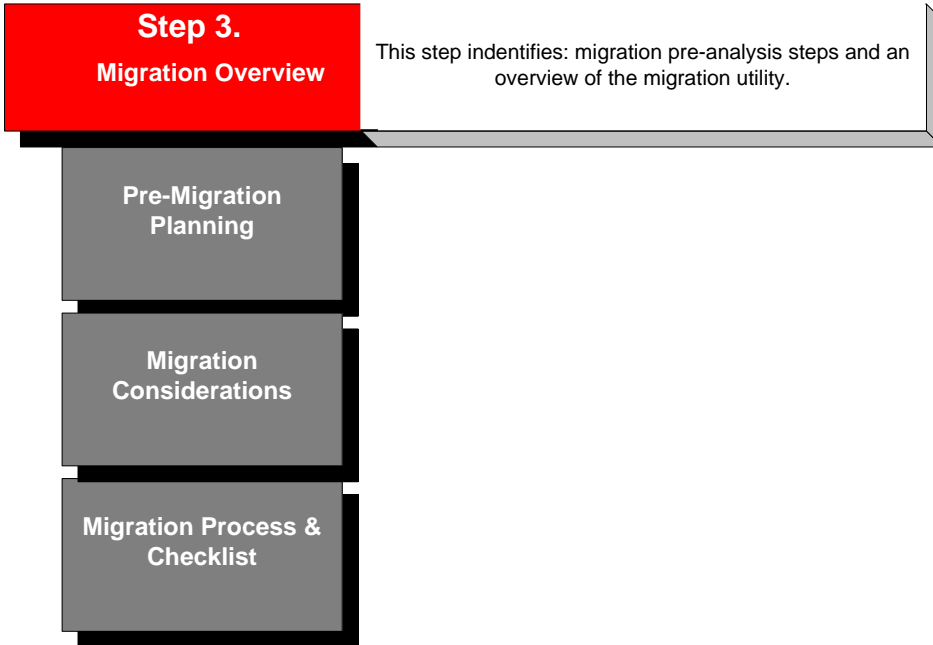 Step 3.
Migration Overview
This step indentifies: migration pre-analysis steps and an
overview of the migration utility.
Pre-Migration
Planning
Migration
Considerations
Migration Process &
Checklist